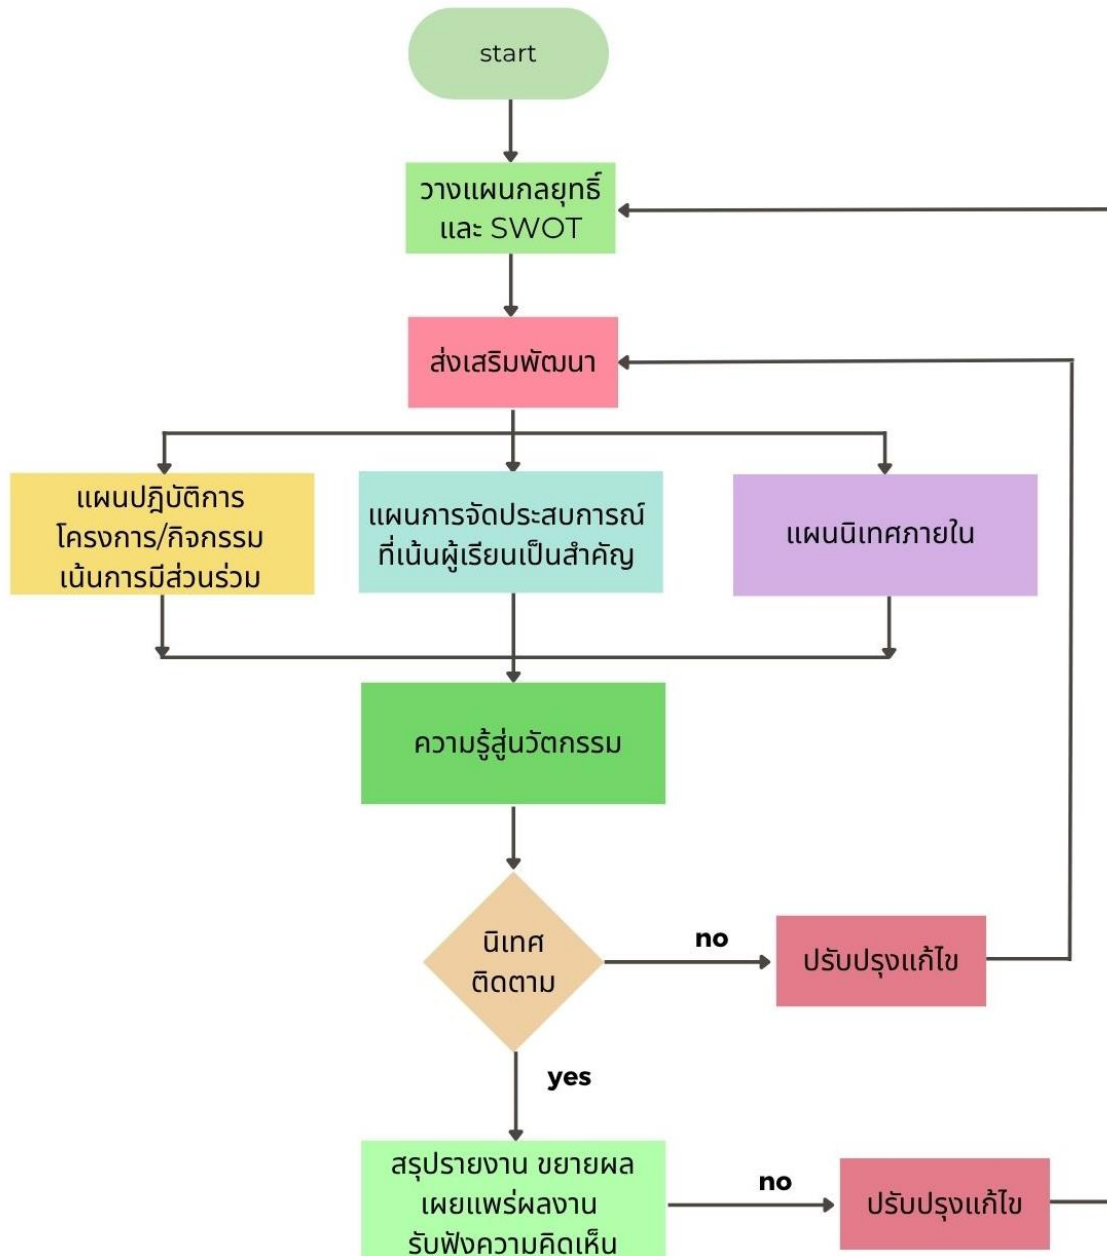 start
วางแผนกลยุทธิ์
และ SWOT
ส่งเสริมพัฒนา
แผนปฎิบัติการ
โครงการ/กิจกรรม
เน้นการมีส่วนร่วม
แผนการจัดประสบการณ์
ที่เน้นผู้เรียนเป็นสำคัญ
แผนนิเทศภายใน
ความรู้สู่นวัตกรรม
นิเทศ
ติดตาม
no
ปรับปรุงแก้ไข
yes
สรุปรายงาน ขยายผล
เผยแพร่ผลงาน
รับฟังความคิดเห็น
no
ปรับปรุงแก้ไข